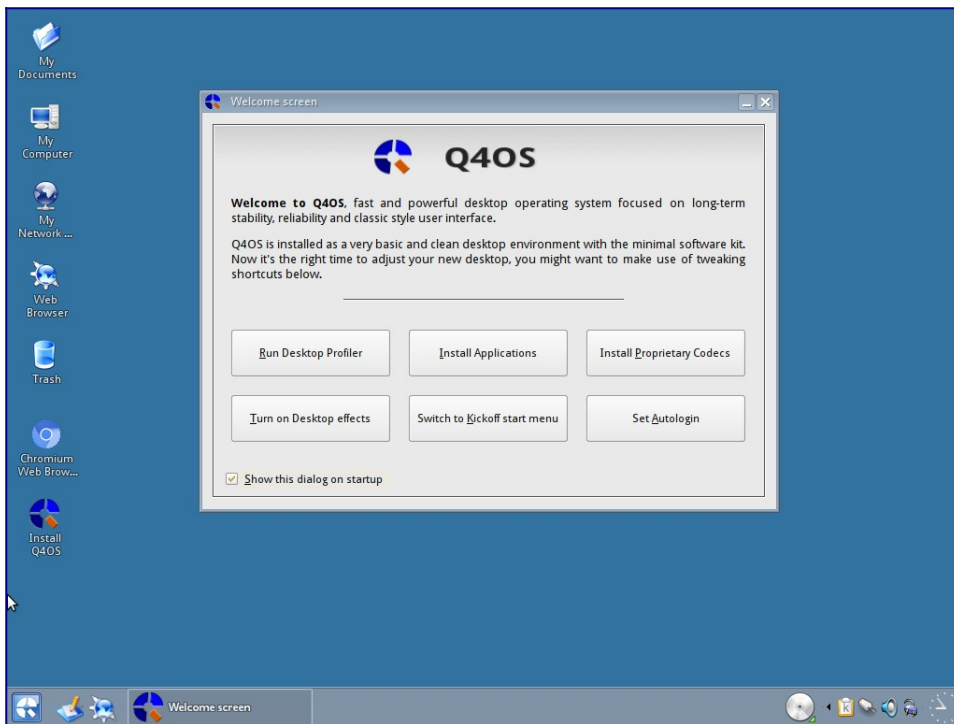 My
Documents
My
Computer
My
Network ...
Web
Browser
Trash
Chromium
Web Brow...
Install
Q4OS
Welcome screen
Q4OS
Welcome to Q4OS, fast and powerful desktop operating system focused on long-term
stability, reliability and classic style user interface.
Q4OS is installed as a very basic and clean desktop environment with the minimal software kit.
Now it's the right time to adjust your new desktop, you might want to make use of tweaking
shortcuts below.
Run Desktop Profiler
Install Applications
Install Proprietary Codecs
Turn on Desktop effects
Switch to Kickoff start menu
Set Autologin
Show this dialog on startup
Welcome screen
K